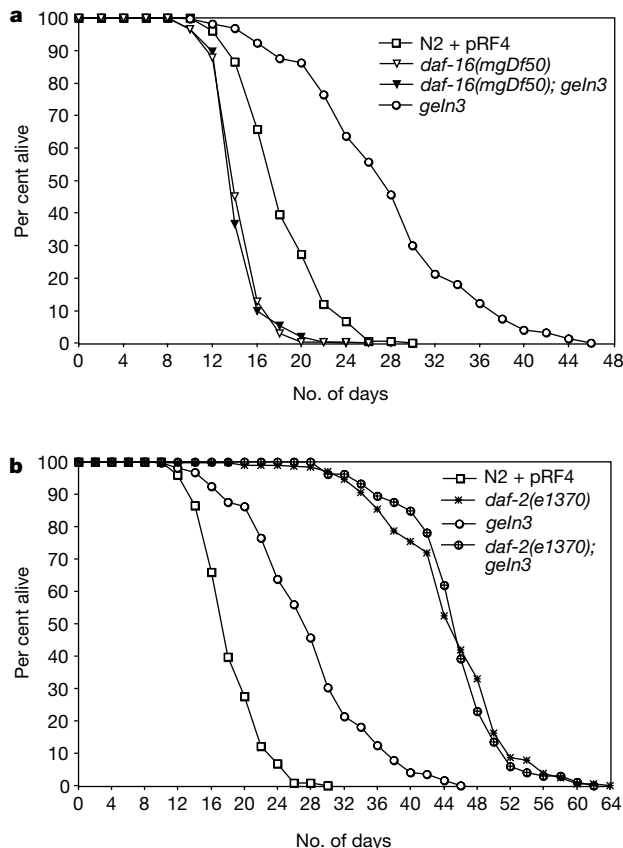 a
100
90
80
70
60
50
40
30
20
10
0
Per cent alive
N2 + pRF4
daf-16(mgDf50)
daf-16(mgDf50); geIn3
geIn3
0 4 8 12 16 20 24 28 32 36 40 44 48
No. of days
b
100
90
80
70
60
50
40
30
20
10
0
Per cent alive
N2 + pRF4
daf-2(e1370)
geIn3
daf-2(e1370);
geIn3
0 4 8 12 16 20 24 28 32 36 40 44 48 52 56 60 64
No. of days